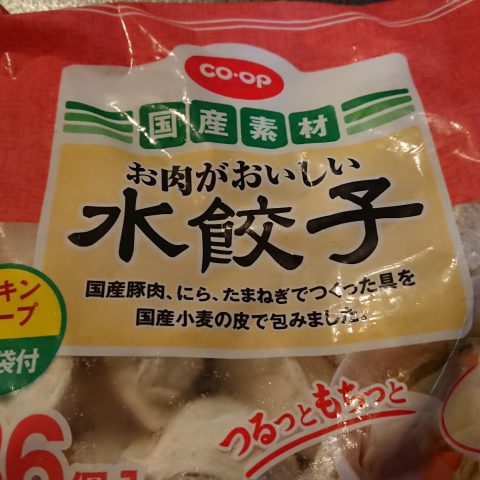 CO·OP
国産素材
お肉がおいしい
水餃子
国産豚肉、にら、たまねぎでつくった具を
国産小麦の皮で包みました。
キン
ープ
袋付
つるっともちっと
36